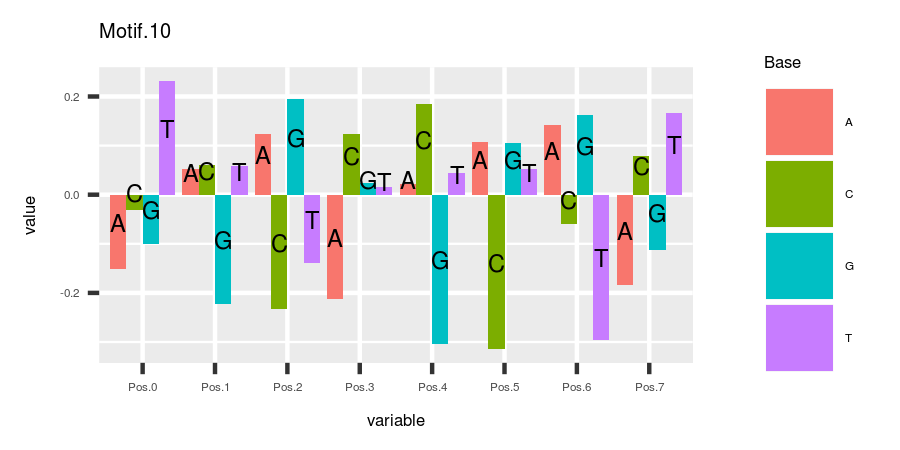 Motif.10
Base
A
C
G
T
value
0.2
0.0
-0.2
A C G T
A C G T
A C G T
A C G T
A C G T
A C G T
A C G T
A C G T
Pos.0 Pos.1 Pos.2 Pos.3 Pos.4 Pos.5 Pos.6 Pos.7
variable